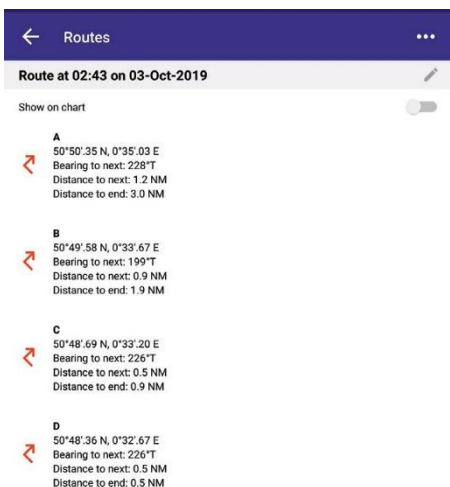 Routes
Route at 02:43 on 03-Oct-2019
Show on chart
A
50°50'.35 N, 0°35'.03 E
Bearing to next: 228°T
Distance to next: 1.2 NM
Distance to end: 3.0 NM
B
50°49'.58 N, 0°33'.67 E
Bearing to next: 199°T
Distance to next: 0.9 NM
Distance to end: 1.9 NM
C
50°48'.69 N, 0°33'.20 E
Bearing to next: 226°T
Distance to next: 0.5 NM
Distance to end: 0.9 NM
D
50°48'.36 N, 0°32'.67 E
Bearing to next: 226°T
Distance to next: 0.5 NM
Distance to end: 0.5 NM